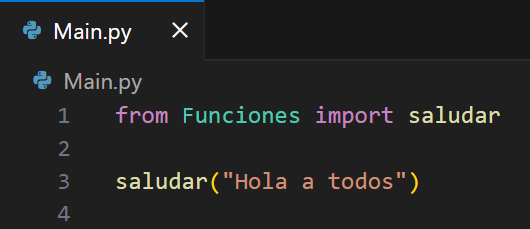 Main.py ×
Main.py
1 from Funciones import saludar
2
3 saludar("Hola a todos")
4